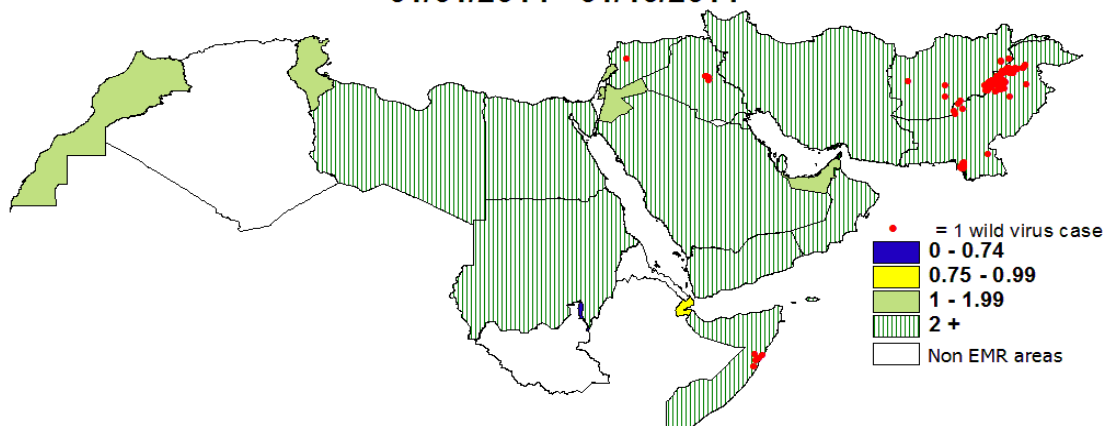 = 1 wild virus case
0 - 0.74
0.75 - 0.99
1 - 1.99
2 +
Non EMR areas